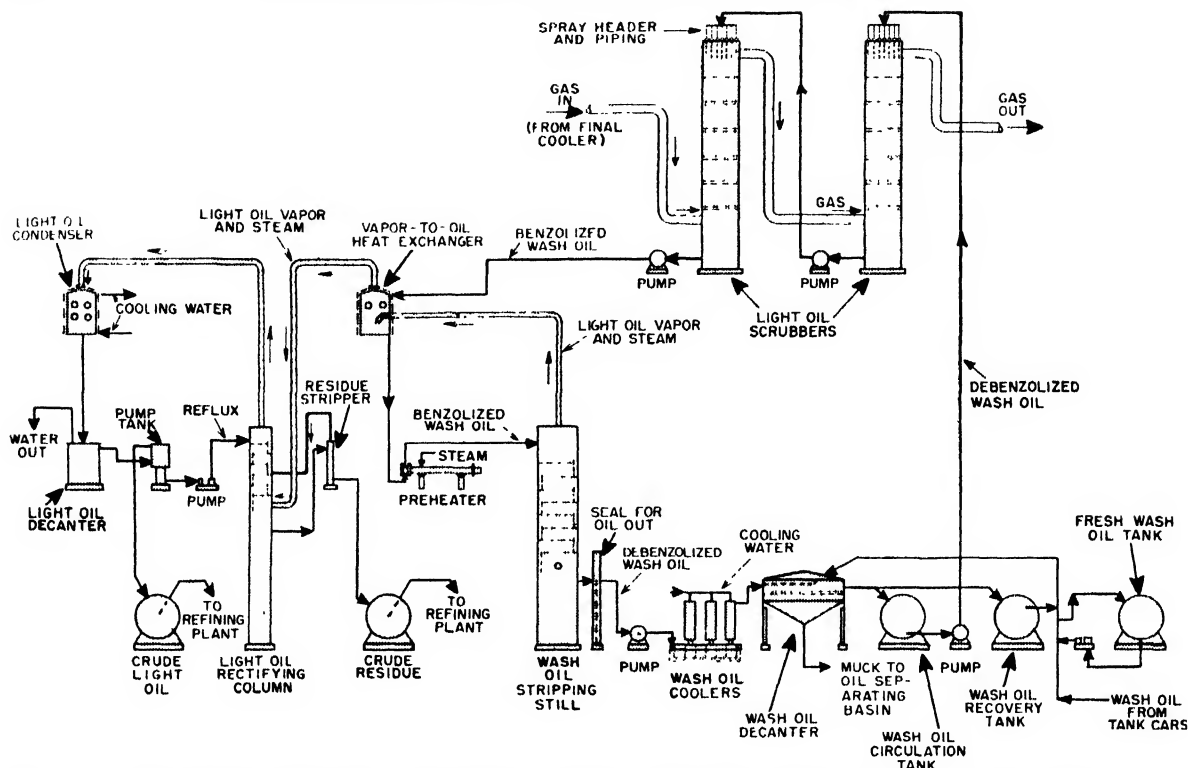 SPRAY HEADER
AND PIPING
GAS
IN
(FROM FINAL
COOLER)
GAS
OUT
GAS
LIGHT OIL
CONDENSER
LIGHT OIL VAPOR
AND STEAM
VAPOR-TO-OIL
HEAT EXCHANGER
BENZOLIZED
WASH OIL
PUMP
PUMP
LIGHT OIL
SCRUBBERS
COOLING WATER
LIGHT OIL VAPOR
AND STEAM
DEBENZOLIZED
WASH OIL
RESIDUE
STRIPPER
WATER
OUT
PUMP
TANK
REFLUX
BENZOLIZED
WASH OIL
STEAM
PREHEATER
PUMP
LIGHT OIL
DECANTER
SEAL FOR
OIL OUT
DEBENZOLIZED
WASH OIL
COOLING
WATER
FRESH WASH
OIL TANK
TO
REFINING
PLANT
TO
REFINING
PLANT
CRUDE
LIGHT
OIL
LIGHT OIL
RECTIFYING
COLUMN
CRUDE
RESIDUE
WASH
OIL
STRIPPING
STILL
PUMP
WASH OIL
COOLERS
WASH OIL
DECANTER
MUCK TO
OIL SEP-
ARATING
BASIN
PUMP
WASH OIL
CIRCULATION
TANK
WASH OIL
RECOVERY
TANK
WASH OIL
FROM
TANK CARS